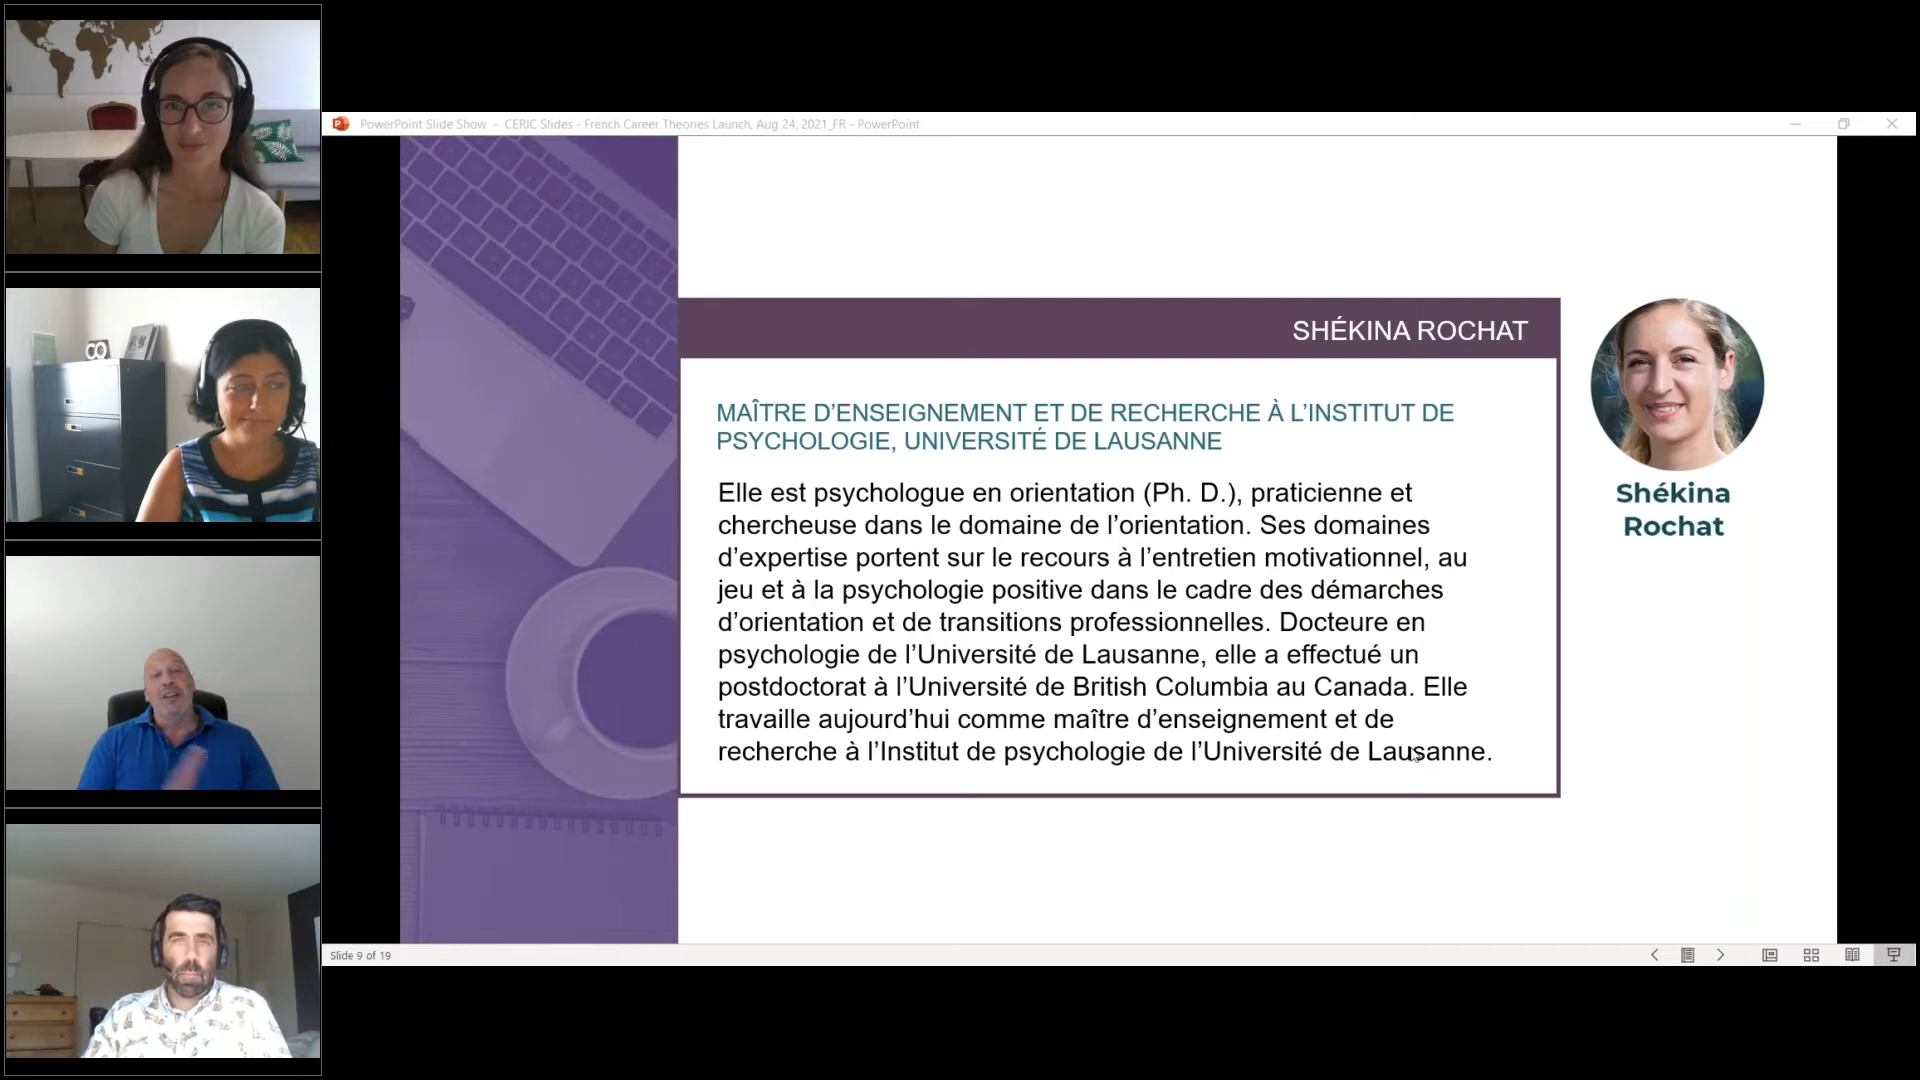 PowerPoint Slide Show - CERIC Slides - French Career Theories Launch, Aug 24, 2021_FR - PowerPoint
SHÉKINA ROCHAT
MAÎTRE D’ENSEIGNEMENT ET DE RECHERCHE À L’INSTITUT DE
PSYCHOLOGIE, UNIVERSITÉ DE LAUSANNE
Elle est psychologue en orientation (Ph. D.), praticienne et
chercheuse dans le domaine de l’orientation. Ses domaines
d’expertise portent sur le recours à l’entretien motivationnel, au
jeu et à la psychologie positive dans le cadre des démarches
d’orientation et de transitions professionnelles. Docteure en
psychologie de l’Université de Lausanne, elle a effectué un
postdoctorat à l’Université de British Columbia au Canada. Elle
travaille aujourd’hui comme maître d’enseignement et de
recherche à l’Institut de psychologie de l’Université de Lausanne.
Shékina
Rochat
Slide 9 of 19